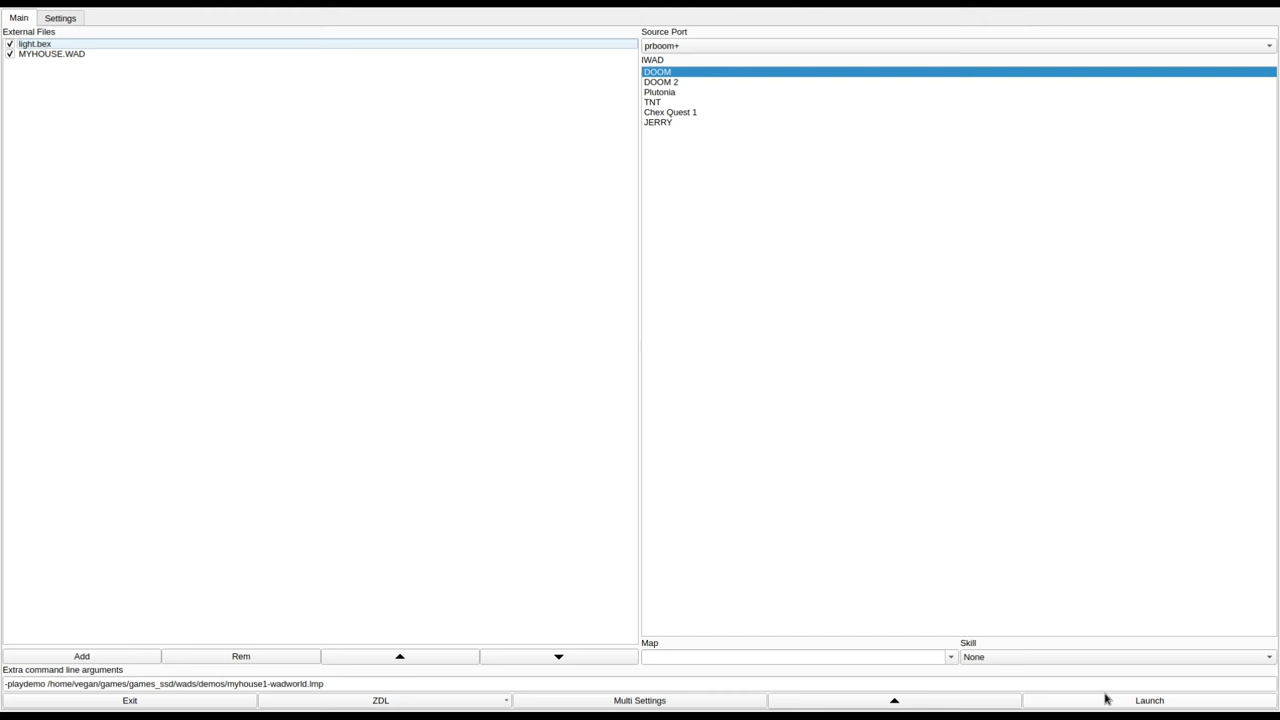 Main Settings
External Files
light.bex
MYHOUSE.WAD
Source Port
prboom+
IWAD
DOOM
DOOM 2
Plutonia
TNT
Chex Quest 1
JERRY
Map Skill
None
Add Rem
Extra command line arguments
-playdemo /home/vegan/games/games_ssd/wads/demos/myhouse1-wadworld.lmp
Exit ZDL Multi Settings Launch